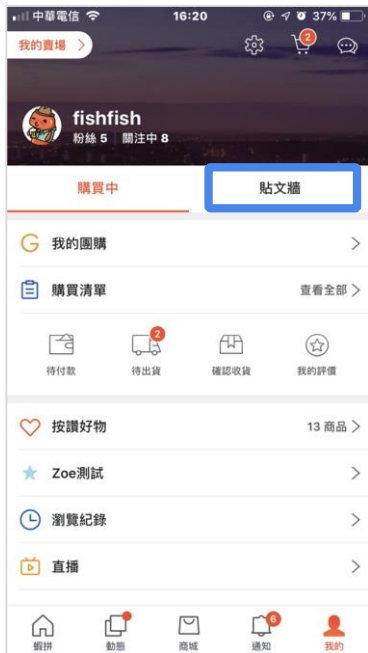 中華電信 16:20 37%
我的賣場 2
fishfish
粉絲 5 關注中 8
購買中 貼文牆
我的團購
購買清單 查看全部
2
待付款 待出貨 確認收貨 我的評價
按讚好物 13 商品
Zoe測試
瀏覽紀錄
直播
6
蝦拼 動態 商城 通知 我的